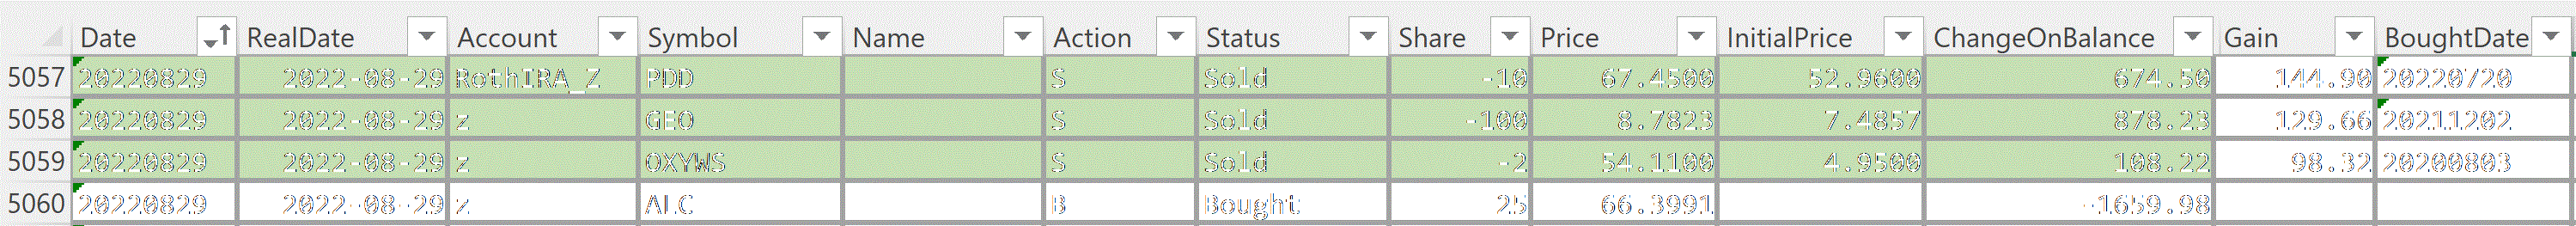 Date RealDate Account Symbol Name Action Status Share Price InitialPrice ChangeOnBalance Gain BoughtDate
5057 20220829 2022-08-29 RothIRA_Z PDD S Sold -10 67.4500 52.9600 674.50 144.90 20220720
5058 20220829 2022-08-29 z GEO S Sold -100 8.7823 7.4857 878.23 129.66 20211202
5059 20220829 2022-08-29 z OXYWS S Sold -2 54.1100 4.9500 108.22 98.32 20200803
5060 20220829 2022-08-29 z ALC B Bought 25 66.3991 -1659.98